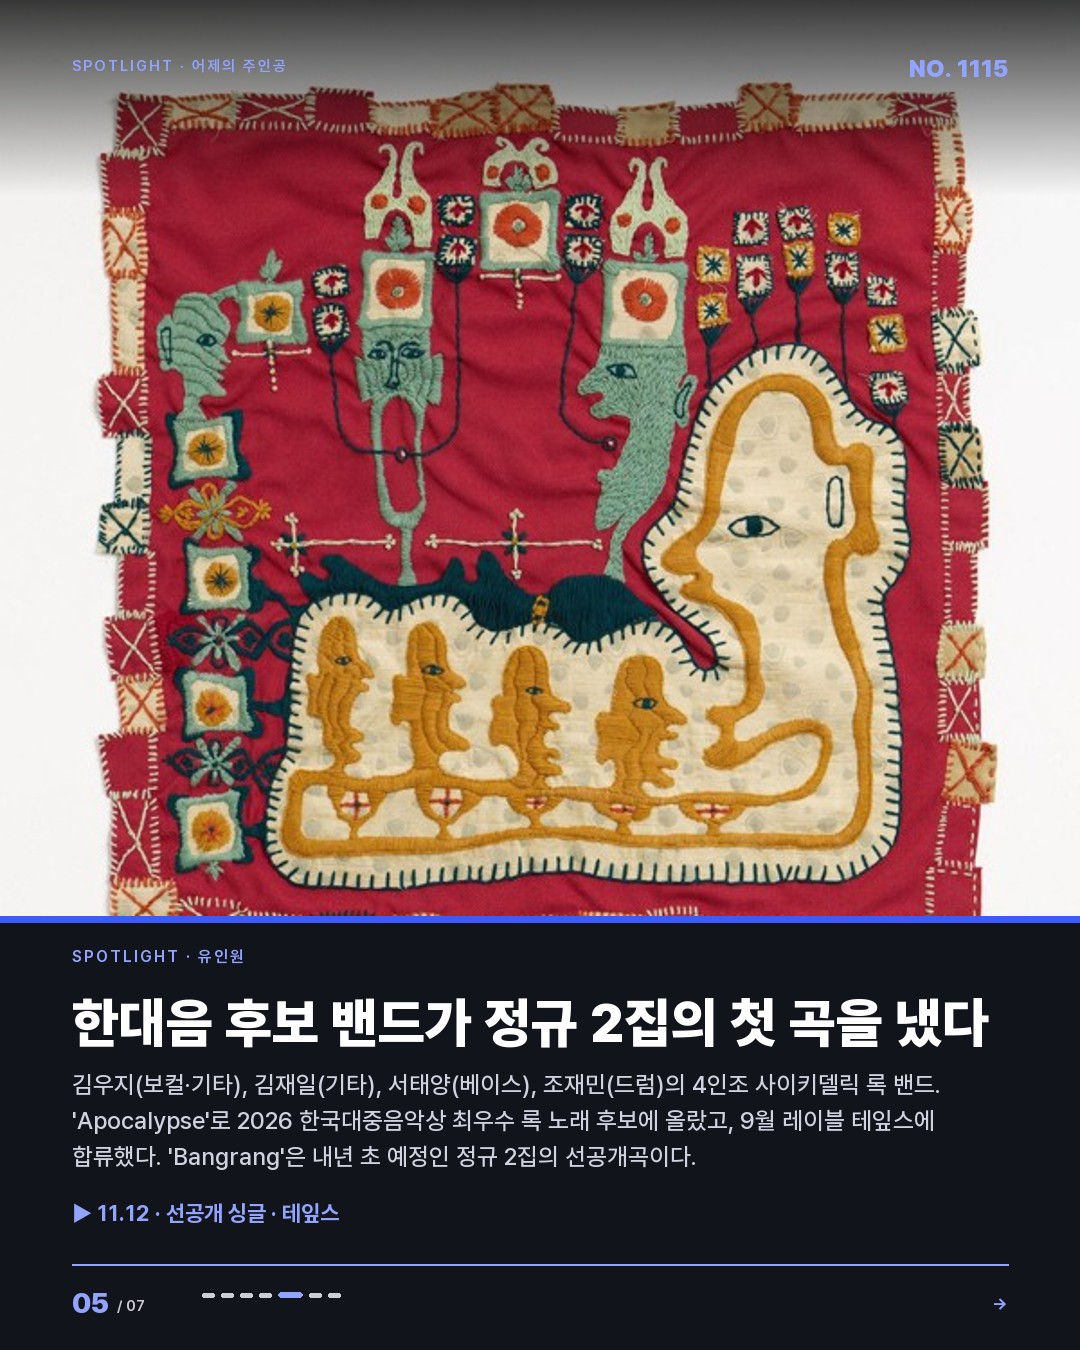 SPOTLIGHT · 어제의 주인공
NO. 1115
SPOTLIGHT · 유인원
한대음 후보 밴드가 정규 2집의 첫 곡을 냈다
김우지(보컬·기타), 김재일(기타), 서태양(베이스), 조재민(드럼)의 4인조 사이키델릭 록 밴드.
'Apocalypse'로 2026 한국대중음악상 최우수 록 노래 후보에 올랐고, 9월 레이블 테잎스에
합류했다. 'Bangrang'은 내년 초 예정인 정규 2집의 선공개곡이다.
▶ 11.12 · 선공개 싱글 · 테잎스
05 / 07
→